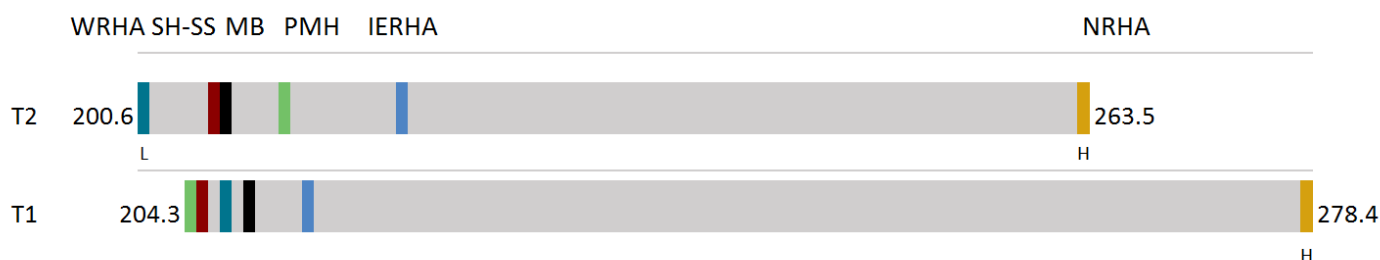 WRHA SH-SS MB PMH IERHA NRHA
T2 200.6 263.5
L H
T1 204.3 278.4
H